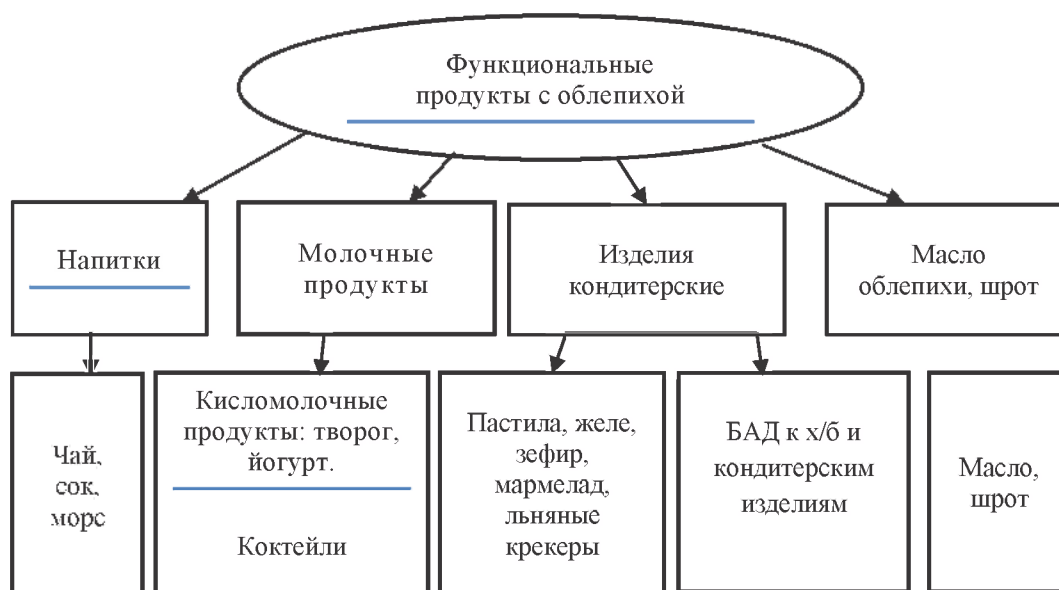 Функциональные
продукты с облепихой
Напитки
Молочные
продукты
Изделия
кондитерские
Масло
облепихи, шрот
Чай,
сок,
морс
Кисломолочные
продукты: творог,
йогурт.
Коктейли
Пастила, желе,
зефир,
мармелад,
льняные
крекеры
БАД к х/б и
кондитерским
изделиям
Масло,
шрот